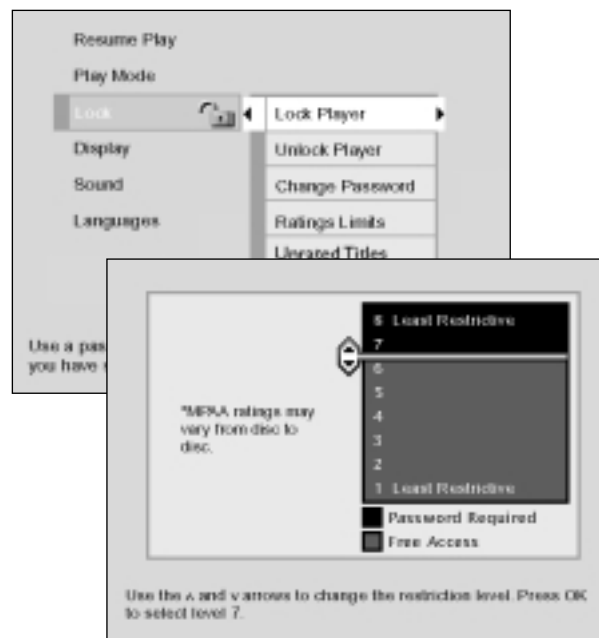 Resume Play
Play Mode
Lock
Display
Sound
Languages
Lock Player
Unlock Player
Change Password
Ratings Limits
Unrated Titles
Use a pas
you have
8 Least Restrictive
7
6
5
4
3
2
1 Least Restrictive
*MPAA ratings may
vary from disc to
disc.
Password Required
Free Access
Use the ∧ and ∨ arrows to change the restriction level. Press OK
to select level 7.